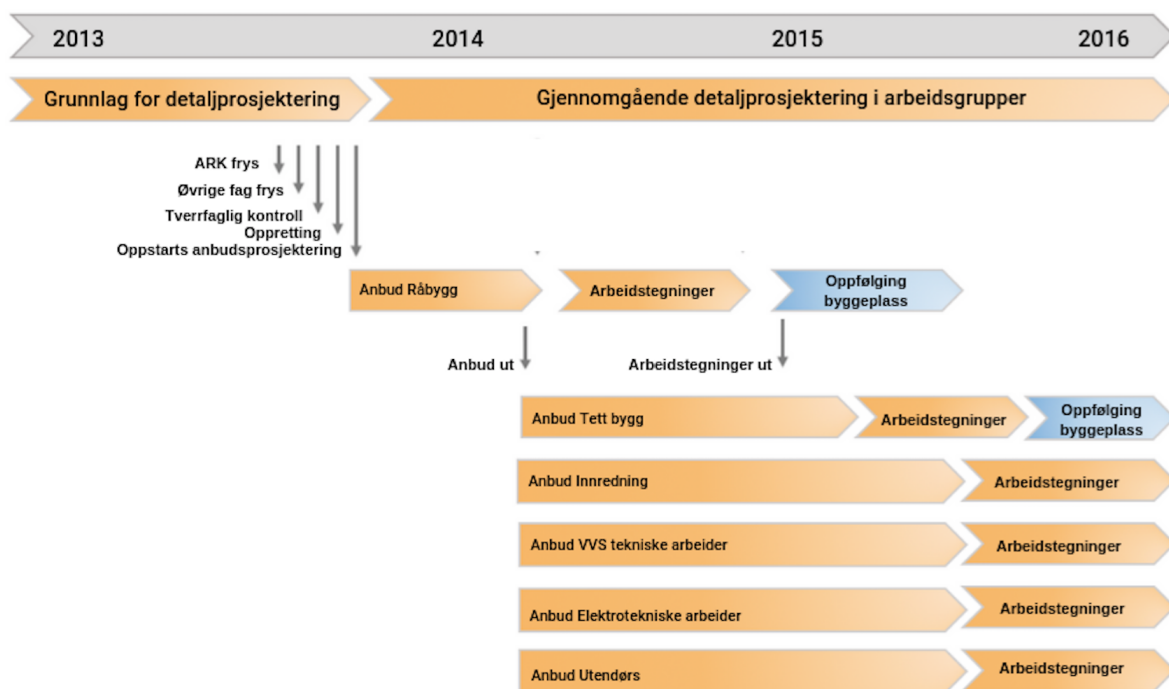 2013 2014 2015 2016
Grunnlag for detaljprosjektering
Gjennomgående detaljprosjektering i arbeidsgrupper
ARK frys
Øvrige fag frys
Tverrfaglig kontroll
Oppretting
Oppstarts anbudsprosjektering
Anbud Råbygg
Arbeidstegninger
Oppfølging
byggeplass
Anbud ut
Arbeidstegninger ut
Anbud Tett bygg
Arbeidstegninger
Oppfølging
byggeplass
Anbud Innredning
Arbeidstegninger
Anbud VVS tekniske arbeider
Arbeidstegninger
Anbud Elektrotekniske arbeider
Arbeidstegninger
Anbud Utendørs
Arbeidstegninger